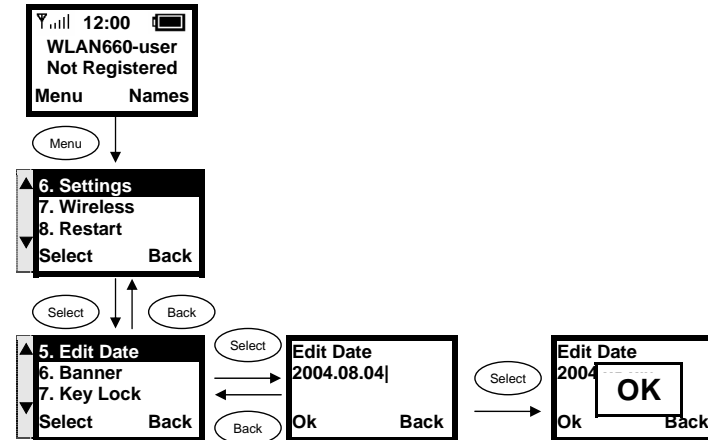 12:00
WLAN660-user
Not Registered
Menu Names
Menu
6. Settings
7. Wireless
8. Restart
Select Back
Select
Back
5. Edit Date
6. Banner
7. Key Lock
Select Back
Select
Back
Edit Date
2004.08.04|
Ok Back
Select
Edit Date
2004
OK
Ok Back